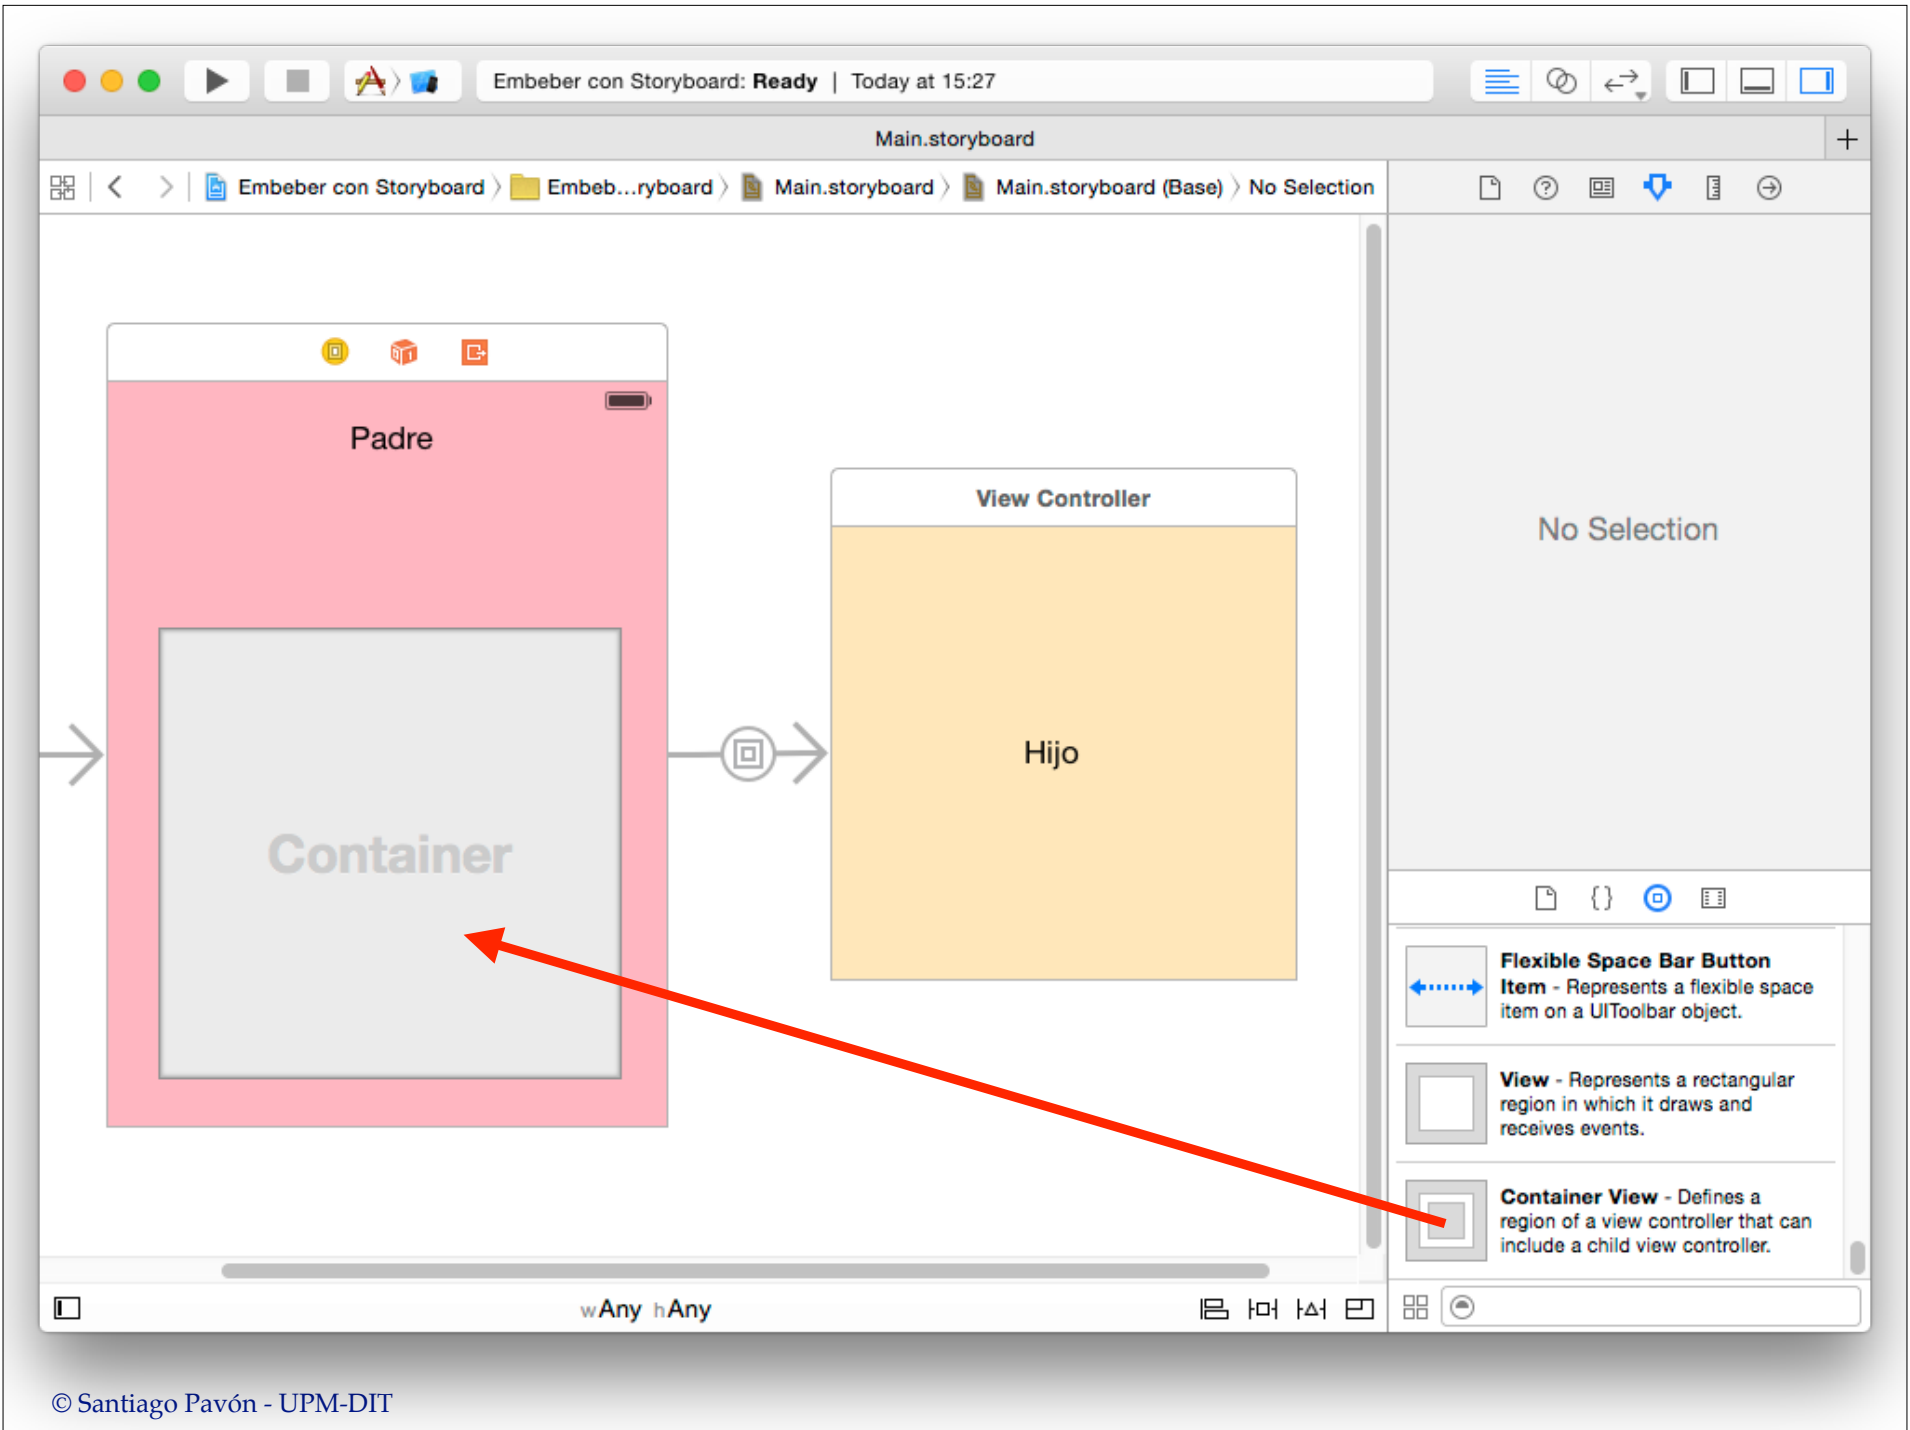 Embeber con Storyboard: Ready | Today at 15:27
Main.storyboard
Embeber con Storyboard
Embeb...ryboard
Main.storyboard
Main.storyboard (Base)
No Selection
Padre
Container
View Controller
Hijo
No Selection
Flexible Space Bar Button
Item - Represents a flexible space
item on a UIToolbar object.
View - Represents a rectangular
region in which it draws and
receives events.
Container View - Defines a
region of a view controller that can
include a child view controller.
wAny hAny
© Santiago Pavón - UPM-DIT